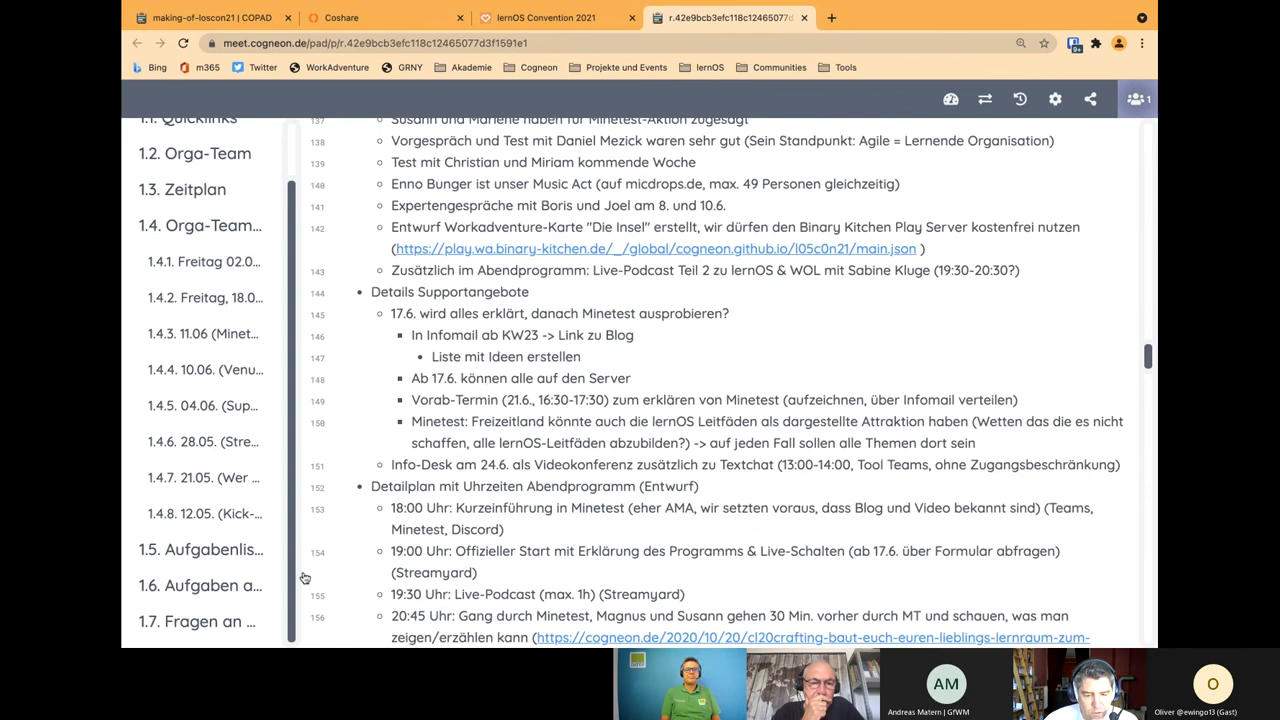 making-of-loscon21 | COPAD
Coshare
lernOS Convention 2021
r.42e9bcb3efc118c12465077d
meet.cogneon.de/pad/p/r.42e9bcb3efc118c12465077d3f1591e1
9+
Bing
m365
Twitter
WorkAdventure
GRNY
Akademie
Cogneon
Projekte und Events
lernOS
Communities
Tools
1
1.1. Quicklinks
1.2. Orga-Team
1.3. Zeitplan
1.4. Orga-Team...
1.4.1. Freitag 02.0...
1.4.2. Freitag, 18.0...
1.4.3. 11.06 (Minet...
1.4.4. 10.06. (Venu...
1.4.5. 04.06. (Sup...
1.4.6. 28.05. (Stre...
1.4.7. 21.05. (Wer ...
1.4.8. 12.05. (Kick-...
1.5. Aufgabenlis...
1.6. Aufgaben a...
1.7. Fragen an ...
137 Susann und Marlene haben für Minetest-Aktion zugesagt
138 Vorgespräch und Test mit Daniel Mezick waren sehr gut (Sein Standpunkt: Agile = Lernende Organisation)
139 Test mit Christian und Miriam kommende Woche
140 Enno Bunger ist unser Music Act (auf micdrops.de, max. 49 Personen gleichzeitig)
141 Expertengespräche mit Boris und Joel am 8. und 10.6.
142 Entwurf Workadventure-Karte "Die Insel" erstellt, wir dürfen den Binary Kitchen Play Server kostenfrei nutzen
(https://play.wa.binary-kitchen.de/_/global/cogneon.github.io/l05c0n21/main.json )
143 Zusätzlich im Abendprogramm: Live-Podcast Teil 2 zu lernOS & WOL mit Sabine Kluge (19:30-20:30?)
144 Details Supportangebote
145 17.6. wird alles erklärt, danach Minetest ausprobieren?
146 In Infomail ab KW23 -> Link zu Blog
147 Liste mit Ideen erstellen
148 Ab 17.6. können alle auf den Server
149 Vorab-Termin (21.6., 16:30-17:30) zum erklären von Minetest (aufzeichnen, über Infomail verteilen)
150 Minetest: Freizeitland könnte auch die lernOS Leitfäden als dargestellte Attraktion haben (Wetten das die es nicht
schaffen, alle lernOS-Leitfäden abzubilden?) -> auf jeden Fall sollen alle Themen dort sein
151 Info-Desk am 24.6. als Videokonferenz zusätzlich zu Textchat (13:00-14:00, Tool Teams, ohne Zugangsbeschränkung)
152 Detailplan mit Uhrzeiten Abendprogramm (Entwurf)
153 18:00 Uhr: Kurzeinführung in Minetest (eher AMA, wir setzten voraus, dass Blog und Video bekannt sind) (Teams,
Minetest, Discord)
154 19:00 Uhr: Offizieller Start mit Erklärung des Programms & Live-Schalten (ab 17.6. über Formular abfragen)
(Streamyard)
155 19:30 Uhr: Live-Podcast (max. 1h) (Streamyard)
156 20:45 Uhr: Gang durch Minetest, Magnus und Susann gehen 30 Min. vorher durch MT und schauen, was man
zeigen/erzählen kann (https://cogneon.de/2020/10/20/cl20crafting-baut-euch-euren-lieblings-lernraum-zum-
AM
Andreas Matern | GfWM
O
Oliver @ewingo13 (Gast)